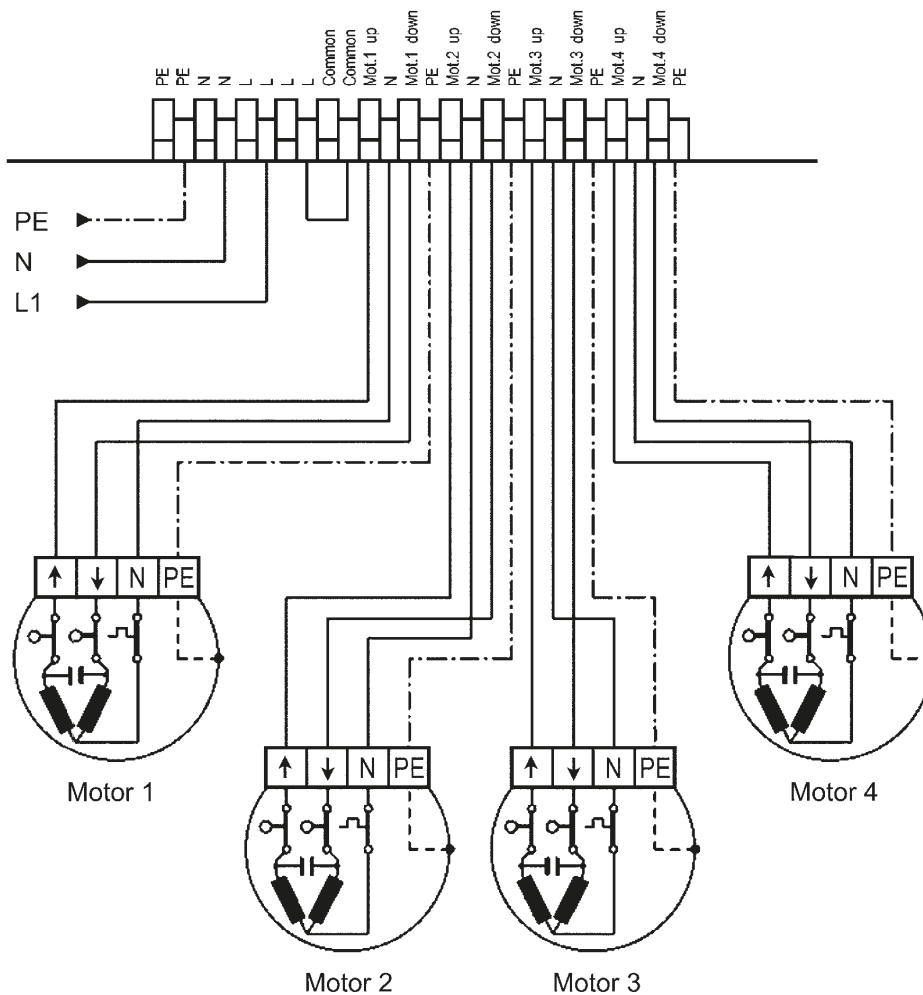 PE
PE
N
N
L
L
L
L
Common
Common
Mot.1 up
N
Mot.1 down
PE
Mot.2 up
N
Mot.2 down
PE
Mot.3 up
N
Mot.3 down
PE
Mot.4 up
N
Mot.4 down
PE
PE
N
L1
↑ ↓ N PE
↑ ↓ N PE
Motor 1
Motor 4
↑ ↓ N PE
↑ ↓ N PE
Motor 2
Motor 3